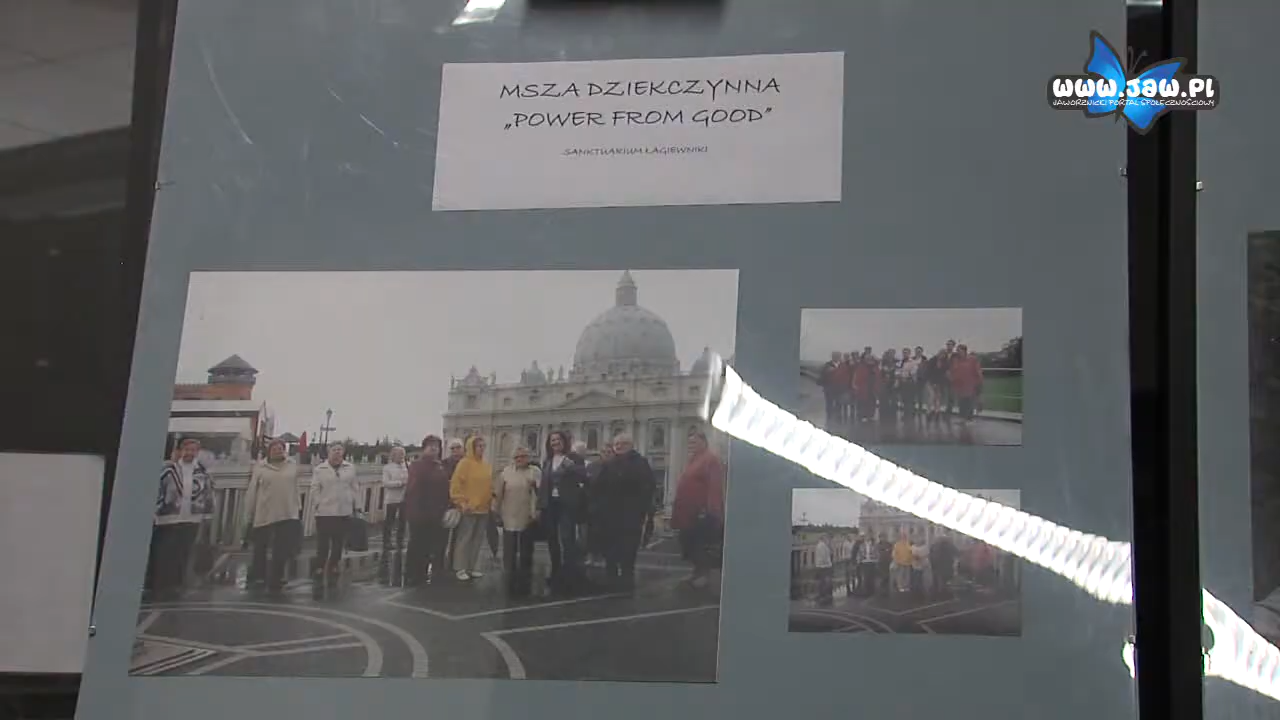 MSZA DZIEKCZYNNA
„POWER FROM GOOD"
SANKTUARIUM ŁAGIEWNIKI
www.jaw.pl
JAWORZNICKI PORTAL SPOŁECZNOŚCIOWY